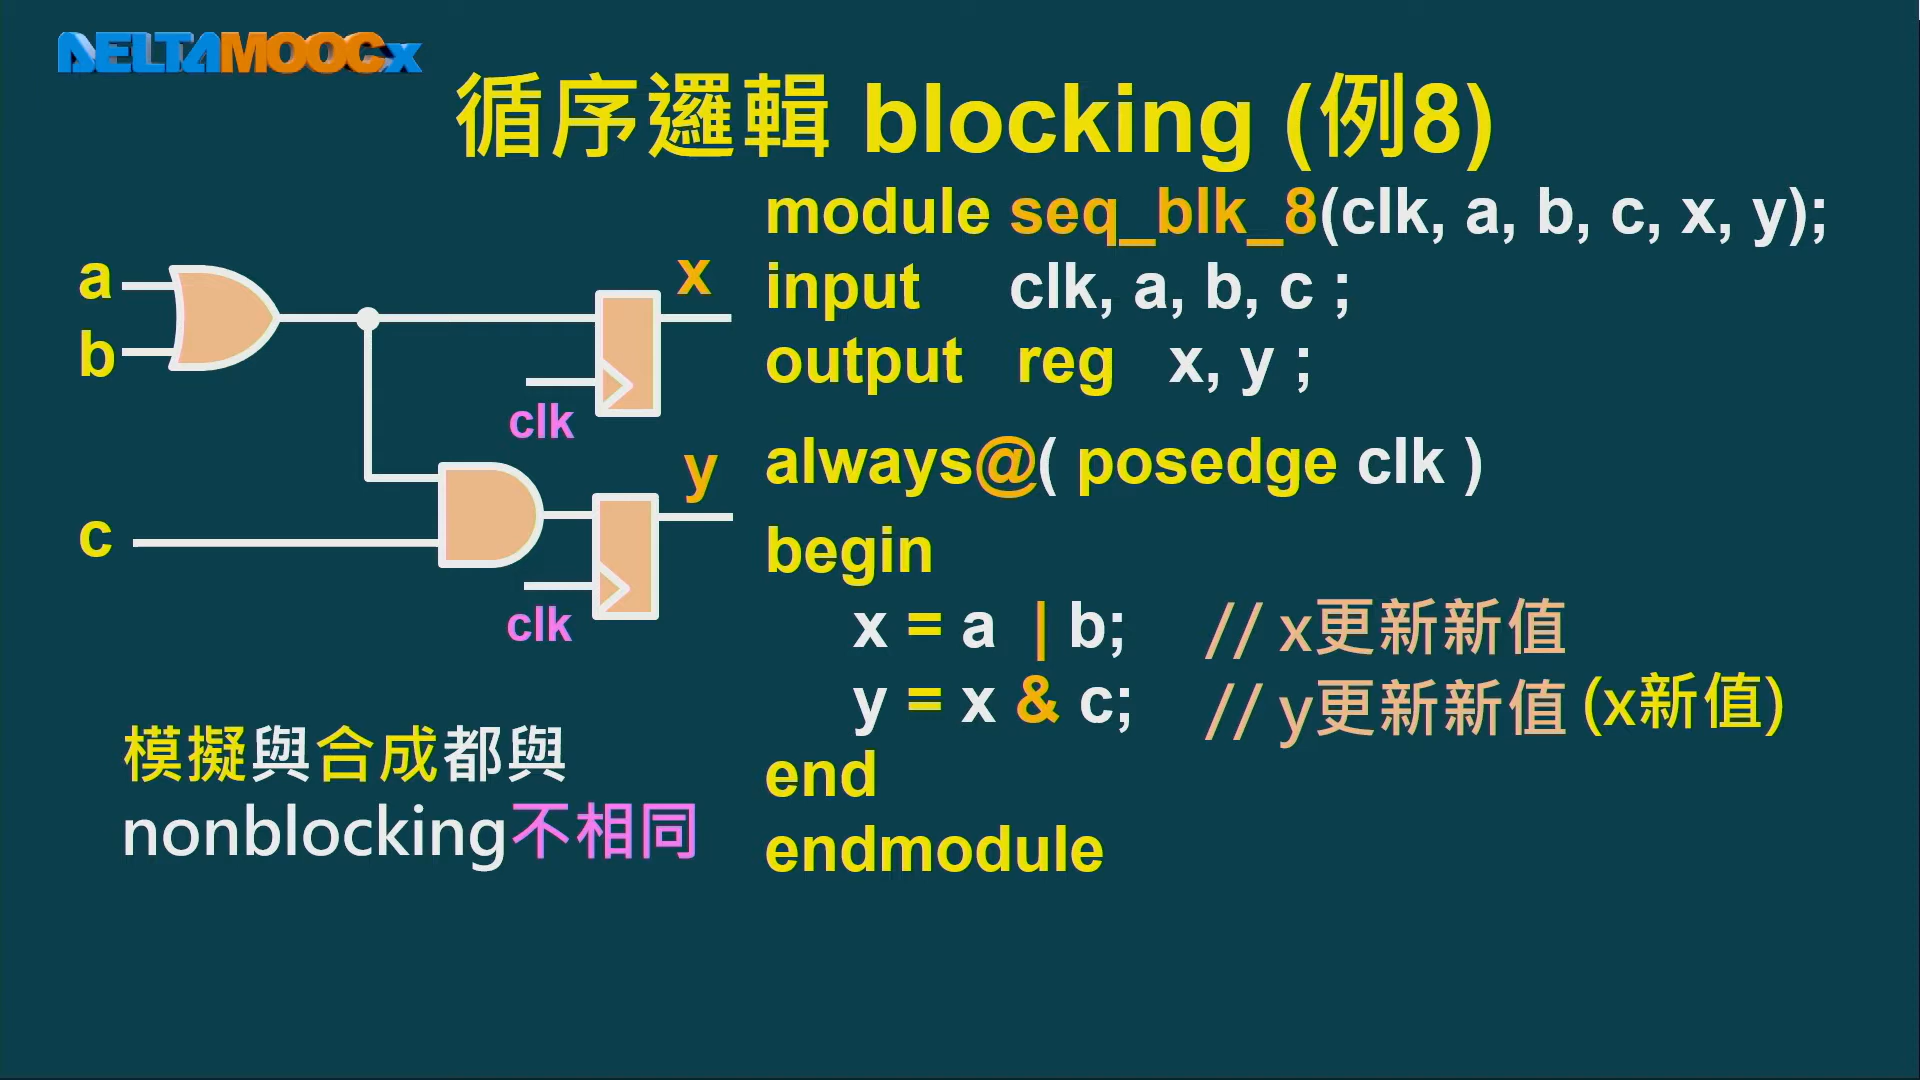 DELTAMOOCx
循序邏輯 blocking (例8)
module seq_blk_8(clk, a, b, c, x, y);
input clk, a, b, c ;
output reg x, y ;
always@( posedge clk )
begin
x = a | b; // x更新新值
y = x & c; // y更新新值 (x新值)
end
endmodule
a
b
c
x
clk
y
clk
模擬與合成都與
nonblocking不相同